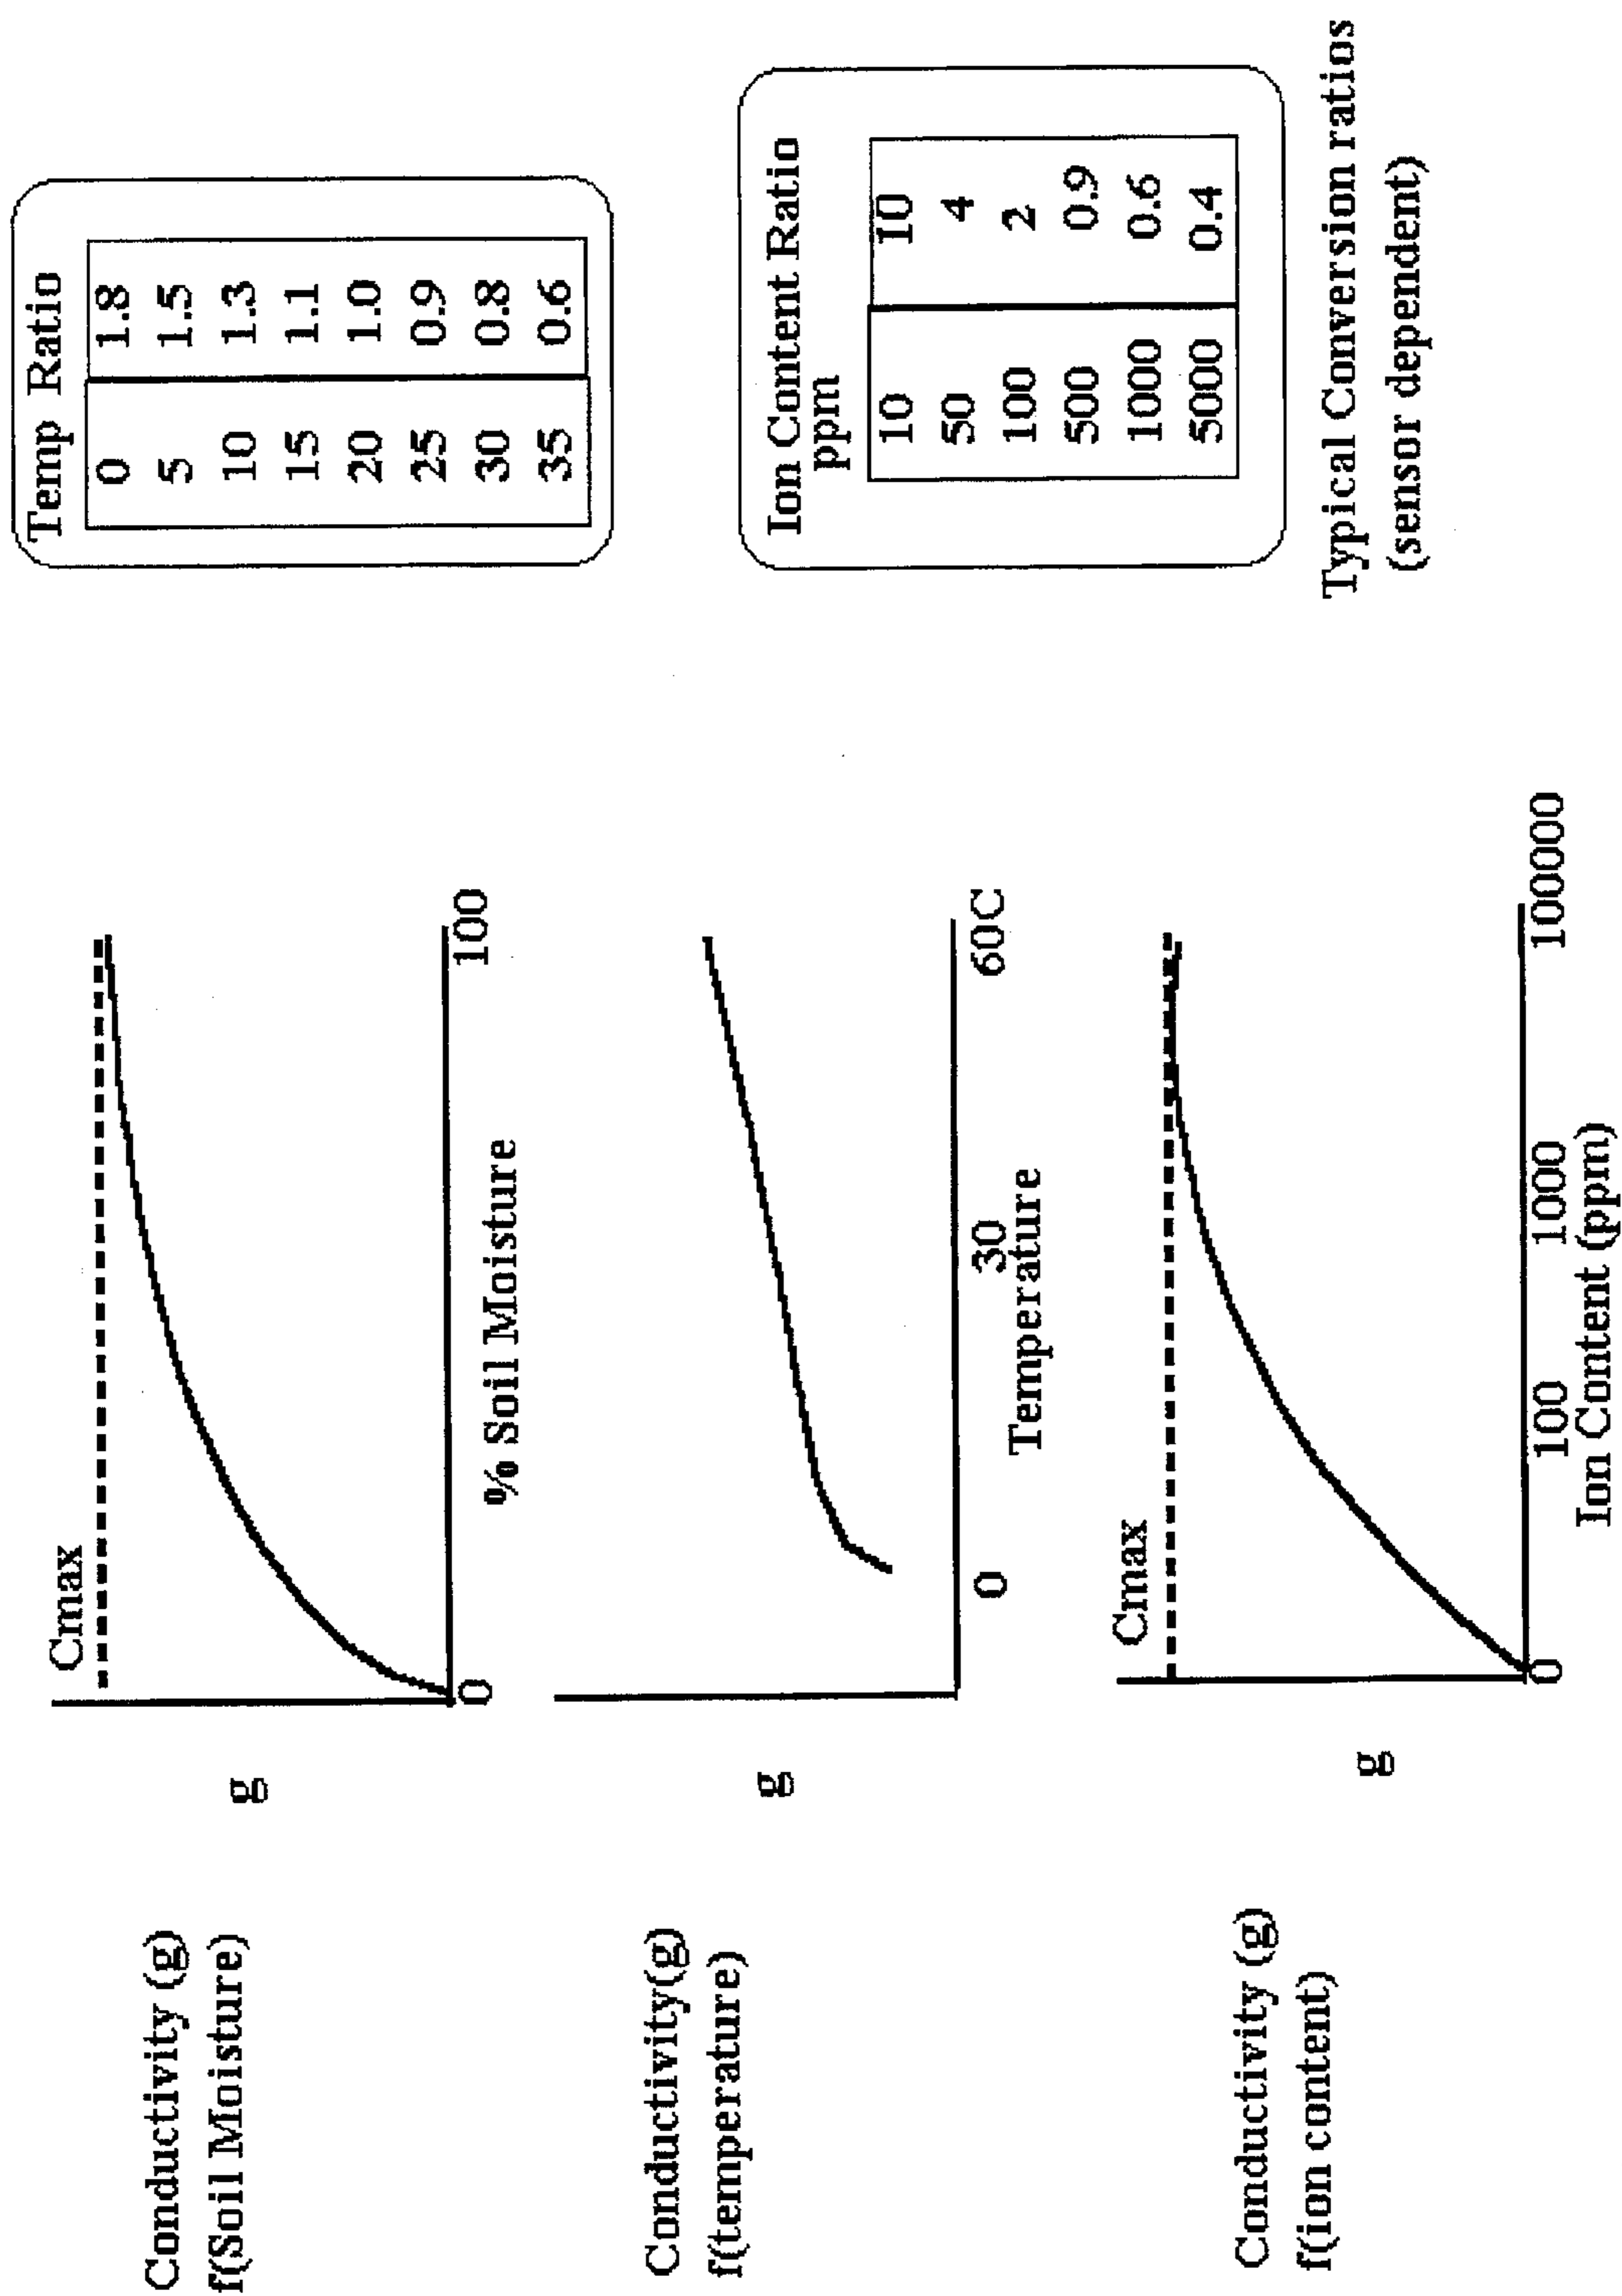 Conductivity (g)
f(Soil Moisture)
g
Cmax
0
100
% Soil Moisture
Conductivity(g)
f(temperature)
g
0
30
60C
Temperature
Conductivity (g)
f(ion content)
g
Cmax
0
100
1000
100000
Ion Content (ppm)
Temp Ratio
0 1.8
5 1.5
10 1.3
15 1.1
20 1.0
25 0.9
30 0.8
35 0.6
Ion Content Ratio
ppm
10 10
50 4
100 2
500 0.9
1000 0.6
5000 0.4
Typical Conversion ratios
(sensor dependent)